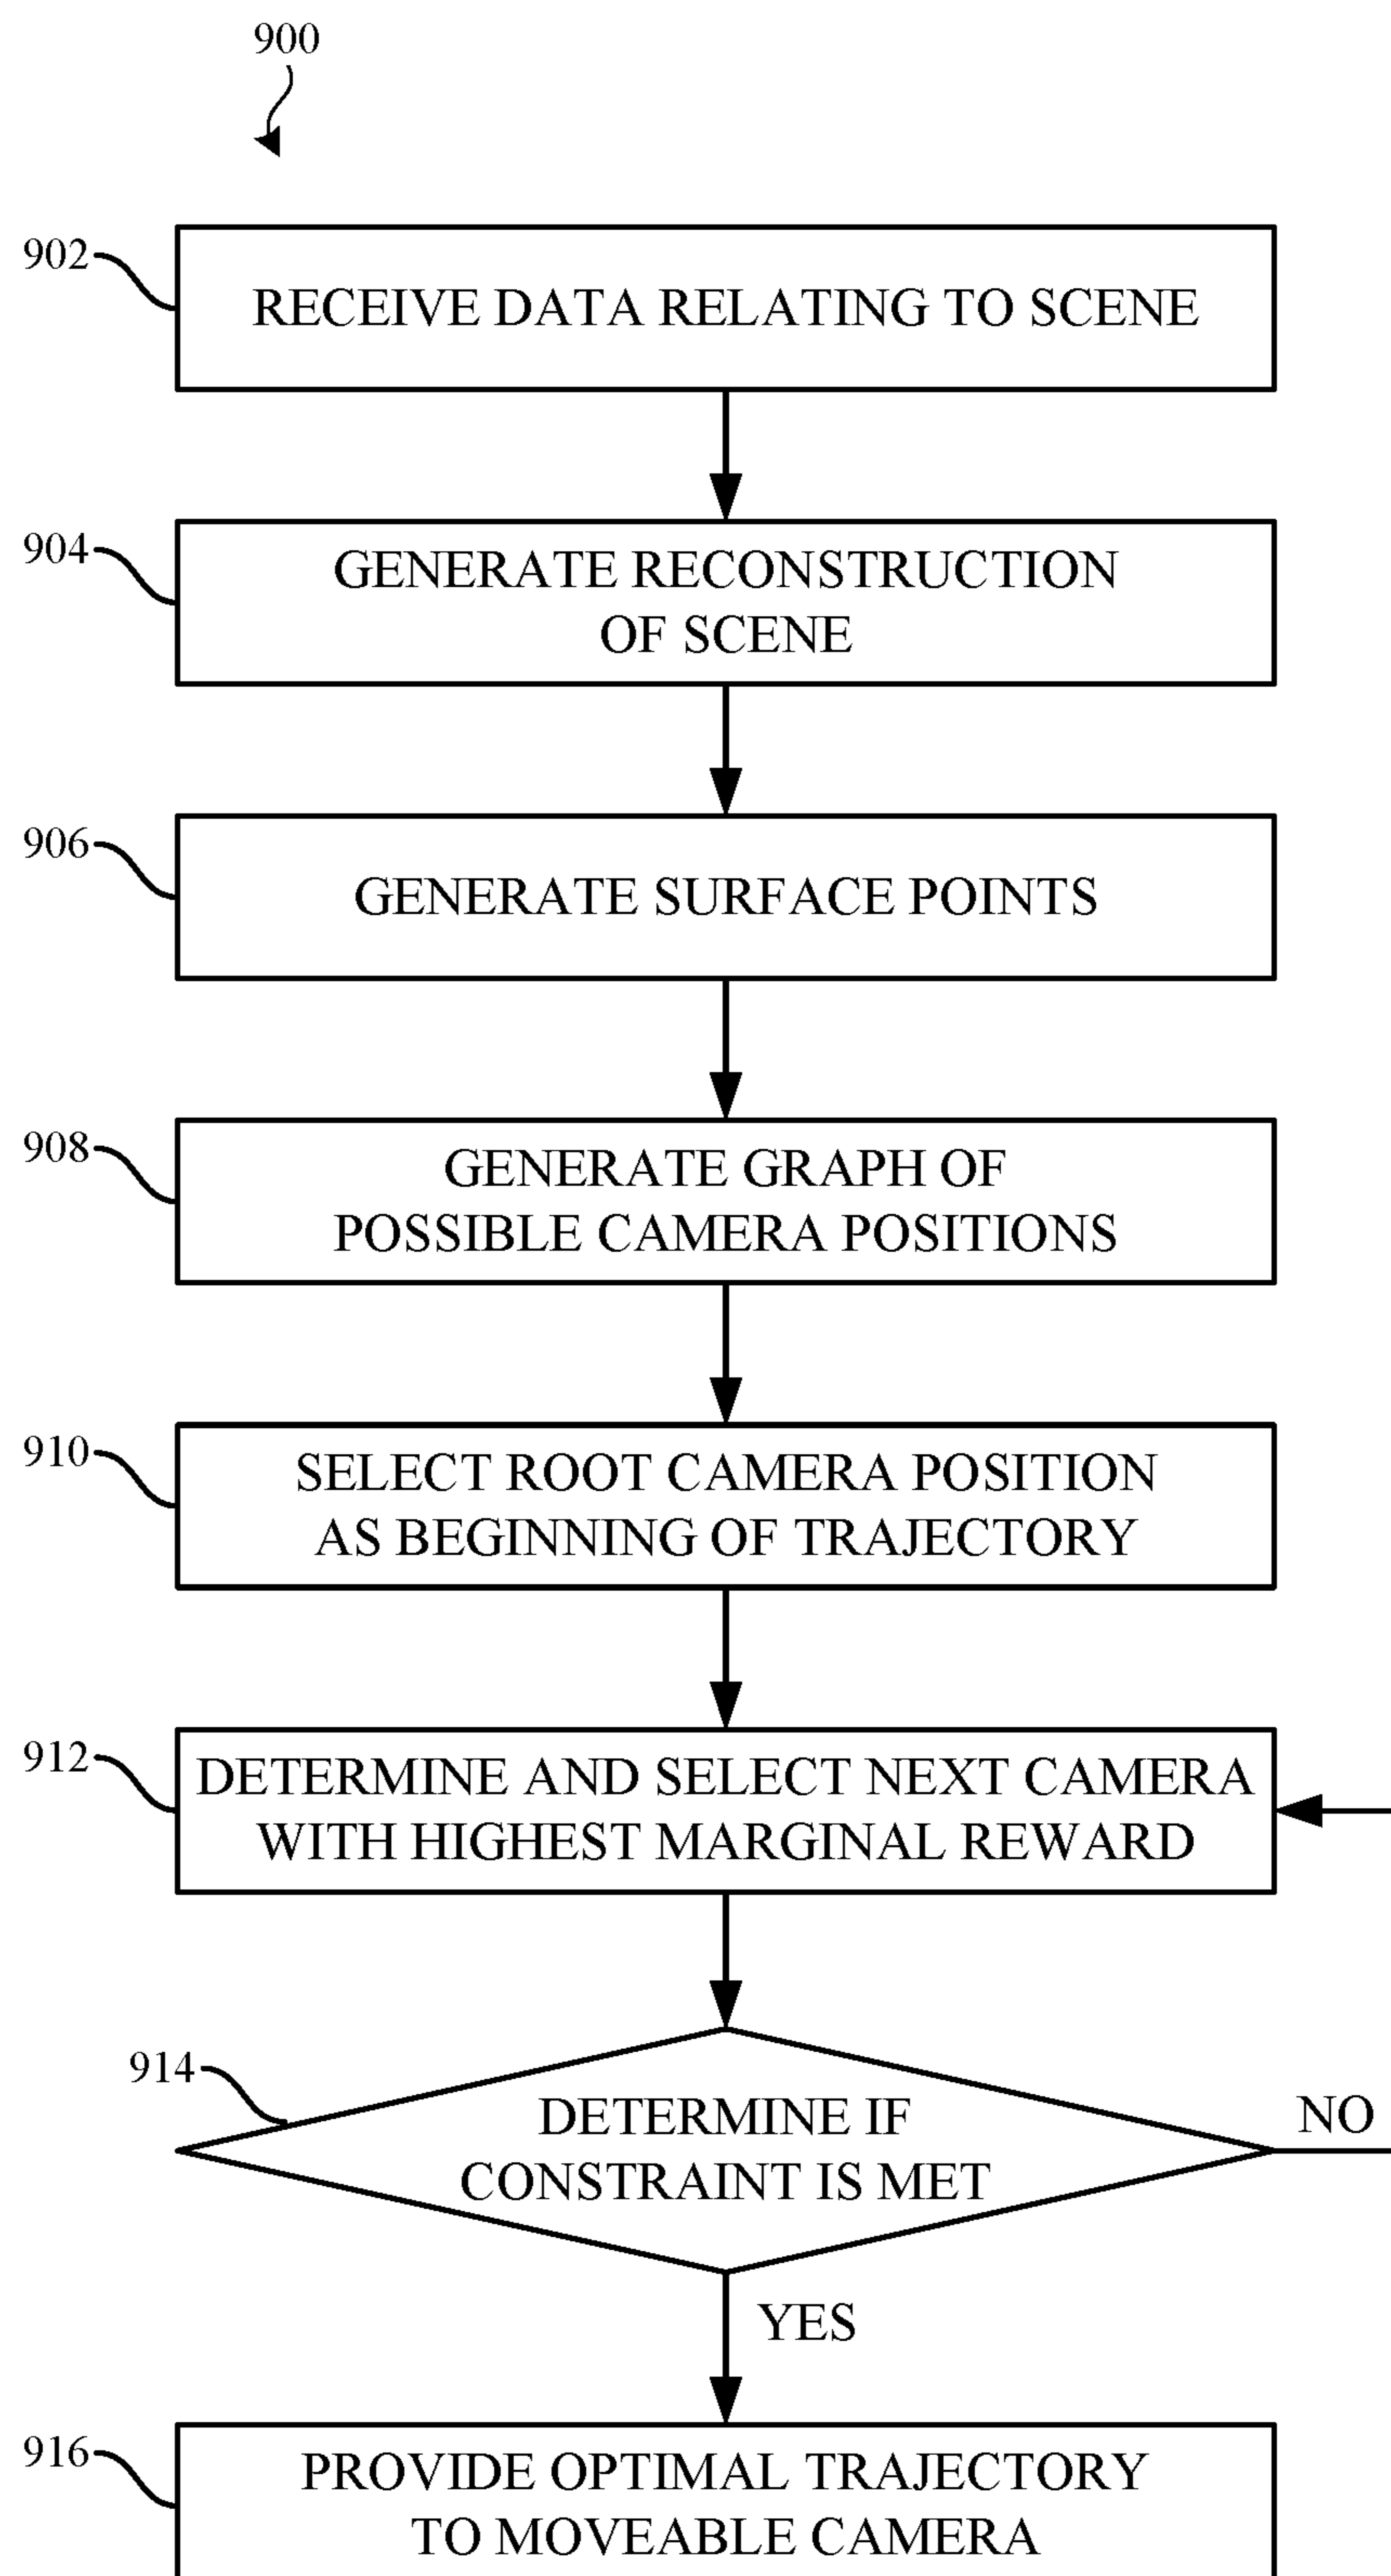 900
902
RECEIVE DATA RELATING TO SCENE
904
GENERATE RECONSTRUCTION
OF SCENE
906
GENERATE SURFACE POINTS
908
GENERATE GRAPH OF
POSSIBLE CAMERA POSITIONS
910
SELECT ROOT CAMERA POSITION
AS BEGINNING OF TRAJECTORY
912
DETERMINE AND SELECT NEXT CAMERA
WITH HIGHEST MARGINAL REWARD
914
DETERMINE IF
CONSTRAINT IS MET
NO
YES
916
PROVIDE OPTIMAL TRAJECTORY
TO MOVEABLE CAMERA